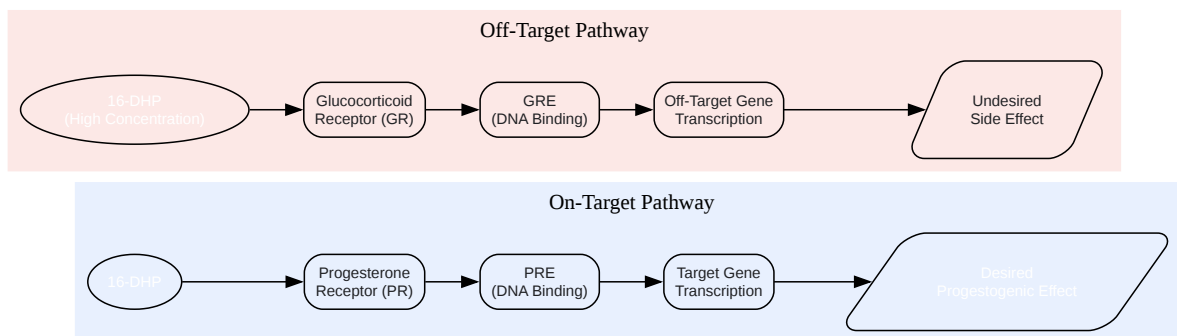 Off-Target Pathway
16-DHP
(High Concentration)
Glucocorticoid
Receptor (GR)
GRE
(DNA Binding)
Off-Target Gene
Transcription
Undesired
Side Effect
On-Target Pathway
16-DHP
Progesterone
Receptor (PR)
PRE
(DNA Binding)
Target Gene
Transcription
Desired
Progestogenic Effect